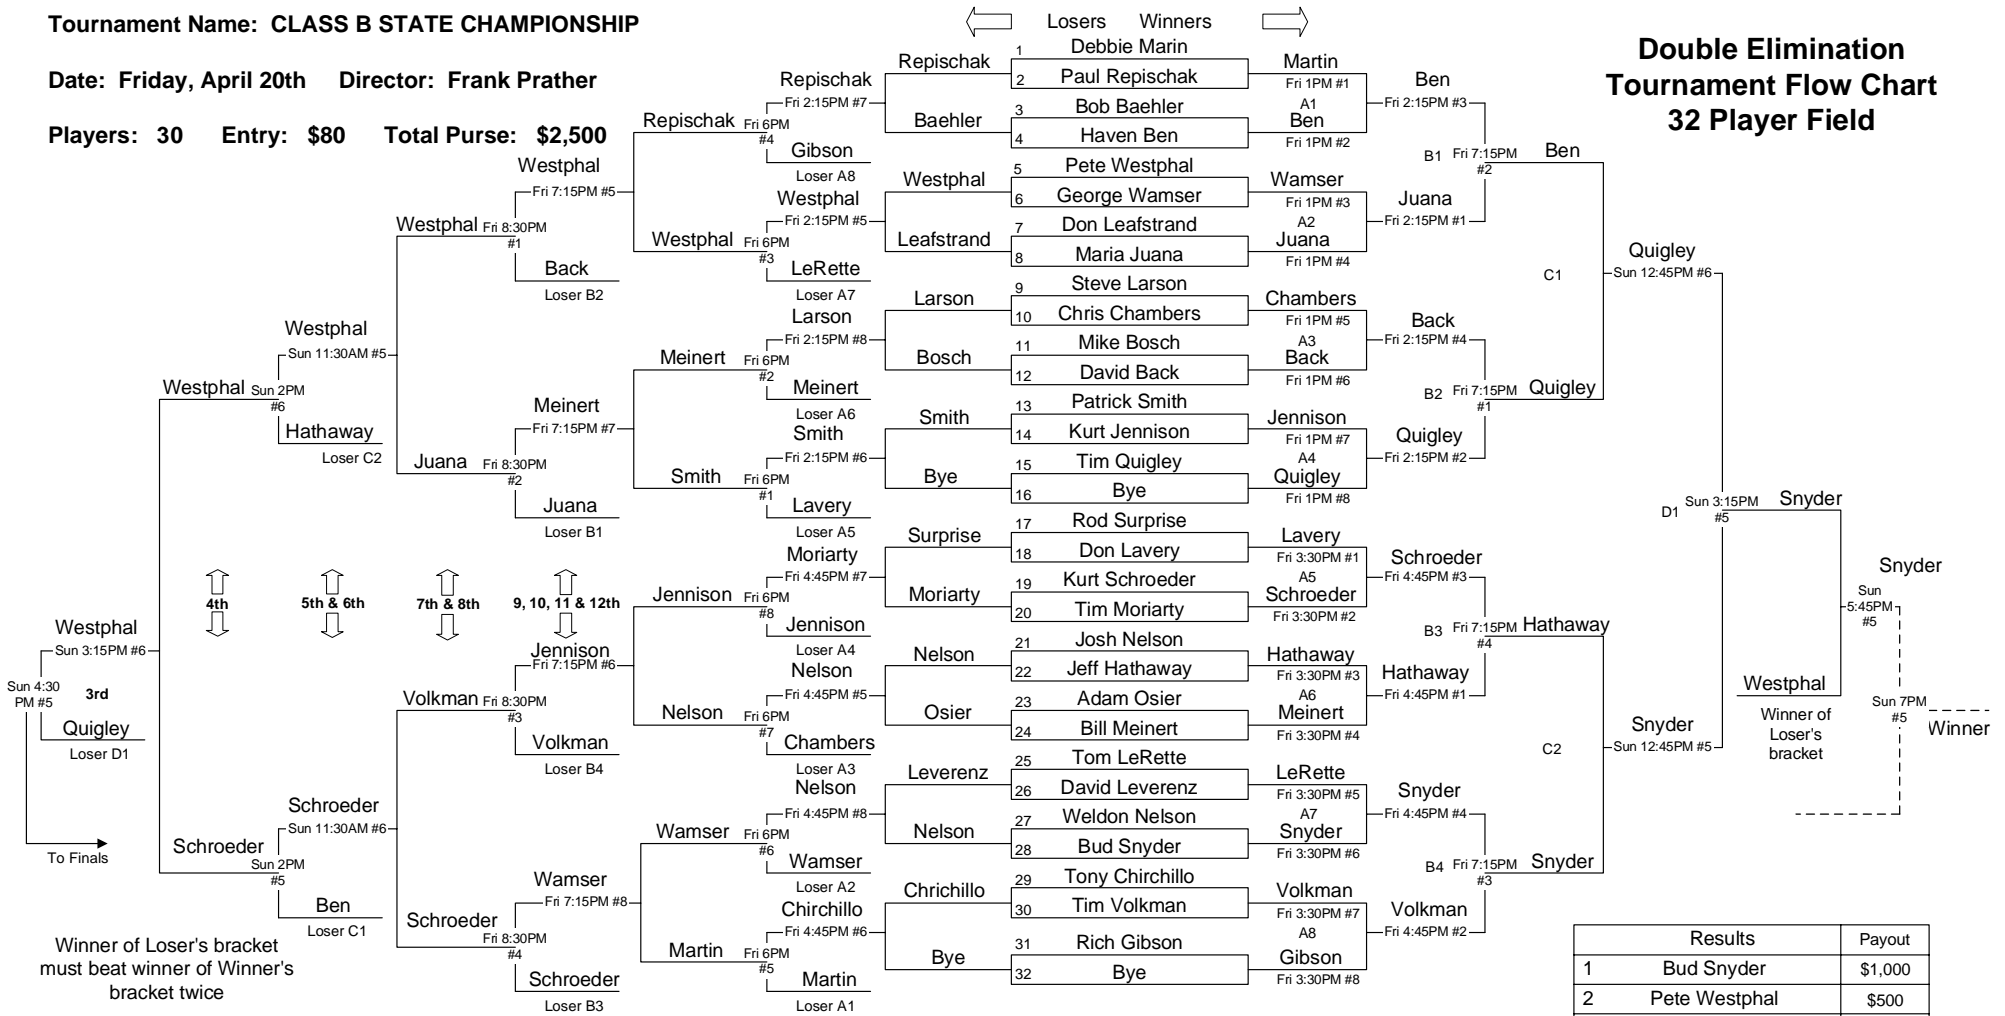 Tournament Name: CLASS B STATE CHAMPIONSHIP
Date: Friday, April 20th Director: Frank Prather
Players: 30 Entry: $80 Total Purse: $2,500
Losers Winners
Double Elimination
Tournament Flow Chart
32 Player Field
1 Debbie Marin
2 Paul Repischak
3 Bob Baehler
4 Haven Ben
5 Pete Westphal
6 George Wamser
7 Don Leafstrand
8 Maria Juana
9 Steve Larson
10 Chris Chambers
11 Mike Bosch
12 David Back
13 Patrick Smith
14 Kurt Jennison
15 Tim Quigley
16 Bye
17 Rod Surprise
18 Don Lavery
19 Kurt Schroeder
20 Tim Moriarty
21 Josh Nelson
22 Jeff Hathaway
23 Adam Osier
24 Bill Meinert
25 Tom LeRette
26 David Leverenz
27 Weldon Nelson
28 Bud Snyder
29 Tony Chirchillo
30 Tim Volkman
31 Rich Gibson
32 Bye
Martin
Fri 1PM #1
A1
Ben
Fri 1PM #2
Wamser
Fri 1PM #3
A2
Juana
Fri 1PM #4
Chambers
Fri 1PM #5
A3
Back
Fri 1PM #6
Jennison
Fri 1PM #7
A4
Quigley
Fri 1PM #8
Lavery
Fri 3:30PM #1
A5
Schroeder
Fri 3:30PM #2
Hathaway
Fri 3:30PM #3
A6
Meinert
Fri 3:30PM #4
LeRette
Fri 3:30PM #5
A7
Snyder
Fri 3:30PM #6
Volkman
Fri 3:30PM #7
A8
Gibson
Fri 3:30PM #8
Ben
Fri 2:15PM #3
B1 Fri 7:15PM
#2
Juana
Fri 2:15PM #1
Back
Fri 2:15PM #4
B2 Fri 7:15PM
#1
Quigley
Fri 2:15PM #2
Schroeder
Fri 4:45PM #3
B3 Fri 7:15PM
#4
Hathaway
Fri 4:45PM #1
Snyder
Fri 4:45PM #4
B4 Fri 7:15PM
#3
Volkman
Fri 4:45PM #2
Ben
C1
Quigley
Hathaway
C2
Snyder
Quigley
Sun 12:45PM #6
D1 Sun 3:15PM
#5
Snyder
Sun 12:45PM #5
Snyder
Westphal
Winner of
Loser's
bracket
Snyder
Sun
5:45PM
#5
Sun 7PM
#5
Winner
Repischak
Baehler
Westphal
Leafstrand
Larson
Bosch
Smith
Bye
Surprise
Moriarty
Nelson
Osier
Leverenz
Nelson
Chrichillo
Bye
Repischak
Fri 2:15PM #7
Fri 6PM
#4
Gibson
Loser A8
Westphal
Fri 2:15PM #5
Fri 6PM
#3
LeRette
Loser A7
Larson
Fri 2:15PM #8
Fri 6PM
#2
Meinert
Loser A6
Smith
Fri 2:15PM #6
Fri 6PM
#1
Lavery
Loser A5
Moriarty
Fri 4:45PM #7
Fri 6PM
#8
Jennison
Loser A4
Nelson
Fri 4:45PM #5
Fri 6PM
#7
Chambers
Loser A3
Nelson
Fri 4:45PM #8
Fri 6PM
#6
Wamser
Loser A2
Chirchillo
Fri 4:45PM #6
Fri 6PM
#5
Martin
Loser A1
Repischak
Westphal
Meinert
Smith
Jennison
Nelson
Wamser
Martin
Westphal
Fri 7:15PM #5
Fri 8:30PM
#1
Back
Loser B2
Meinert
Fri 7:15PM #7
Fri 8:30PM
#2
Juana
Loser B1
9, 10, 11 & 12th
Jennison
Fri 7:15PM #6
Fri 8:30PM
#3
Volkman
Loser B4
Wamser
Fri 7:15PM #8
Fri 8:30PM
#4
Schroeder
Loser B3
Westphal
Juana
7th & 8th
Volkman
Schroeder
Westphal
Sun 11:30AM #5
Sun 2PM
#6
Hathaway
Loser C2
5th & 6th
Schroeder
Sun 11:30AM #6
Sun 2PM
#5
Ben
Loser C1
Westphal
4th
Schroeder
Westphal
Sun 3:15PM #6
Sun 4:30
PM #5
3rd
Quigley
Loser D1
To Finals
Winner of Loser's bracket
must beat winner of Winner's
bracket twice
Results Payout
1 Bud Snyder $1,000
2 Pete Westphal $500